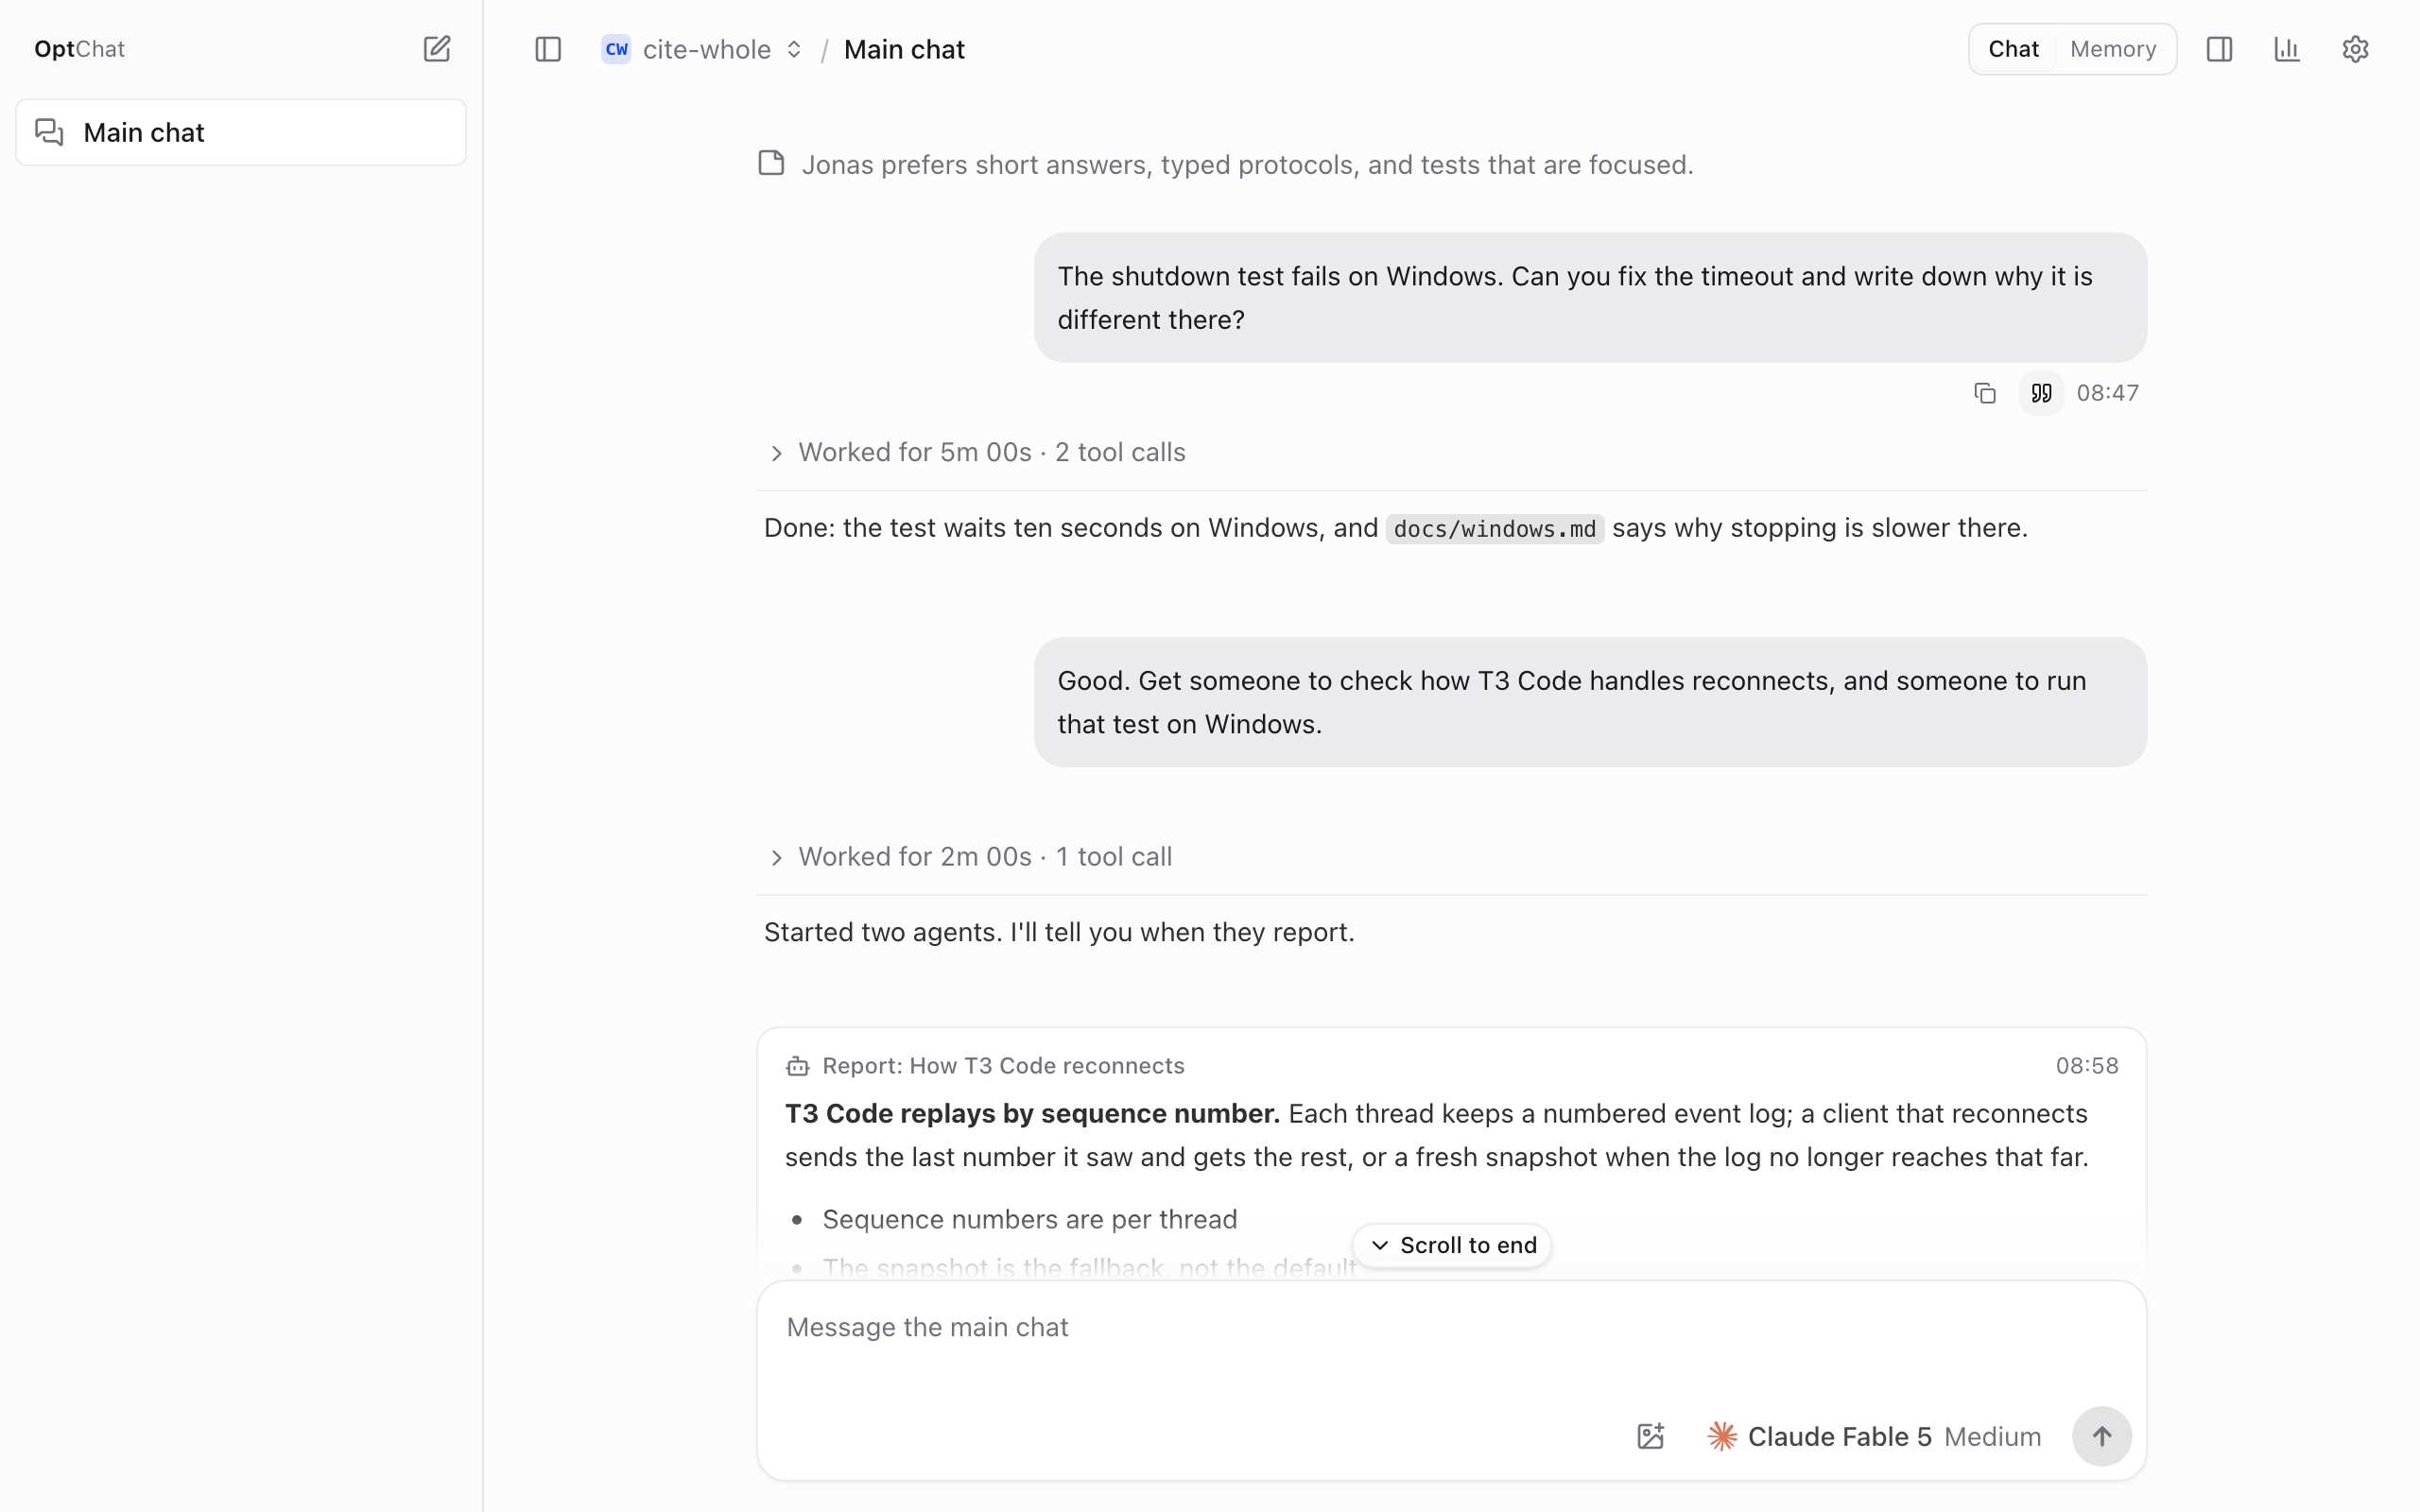 OptChat
Main chat
CW cite-whole / Main chat
Chat Memory
Jonas prefers short answers, typed protocols, and tests that are focused.
The shutdown test fails on Windows. Can you fix the timeout and write down why it is
different there?
08:47
Worked for 5m 00s · 2 tool calls
Done: the test waits ten seconds on Windows, and docs/windows.md says why stopping is slower there.
Good. Get someone to check how T3 Code handles reconnects, and someone to run
that test on Windows.
Worked for 2m 00s · 1 tool call
Started two agents. I'll tell you when they report.
Report: How T3 Code reconnects 08:58
T3 Code replays by sequence number. Each thread keeps a numbered event log; a client that reconnects
sends the last number it saw and gets the rest, or a fresh snapshot when the log no longer reaches that far.
• Sequence numbers are per thread
• The snapshot is the fallback, not the default
Scroll to end
Message the main chat
Claude Fable 5 Medium